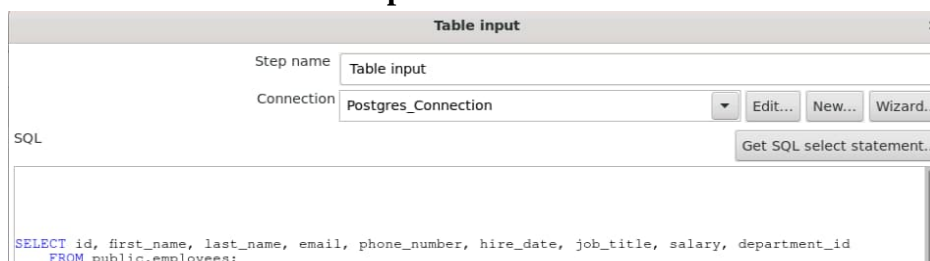 Table input
Step name
Table input
Connection
Postgres_Connection
Edit...
New...
Wizard..
SQL
Get SQL select statement..
SELECT id, first_name, last_name, email, phone_number, hire_date, job_title, salary, department_id
FROM public.employees;